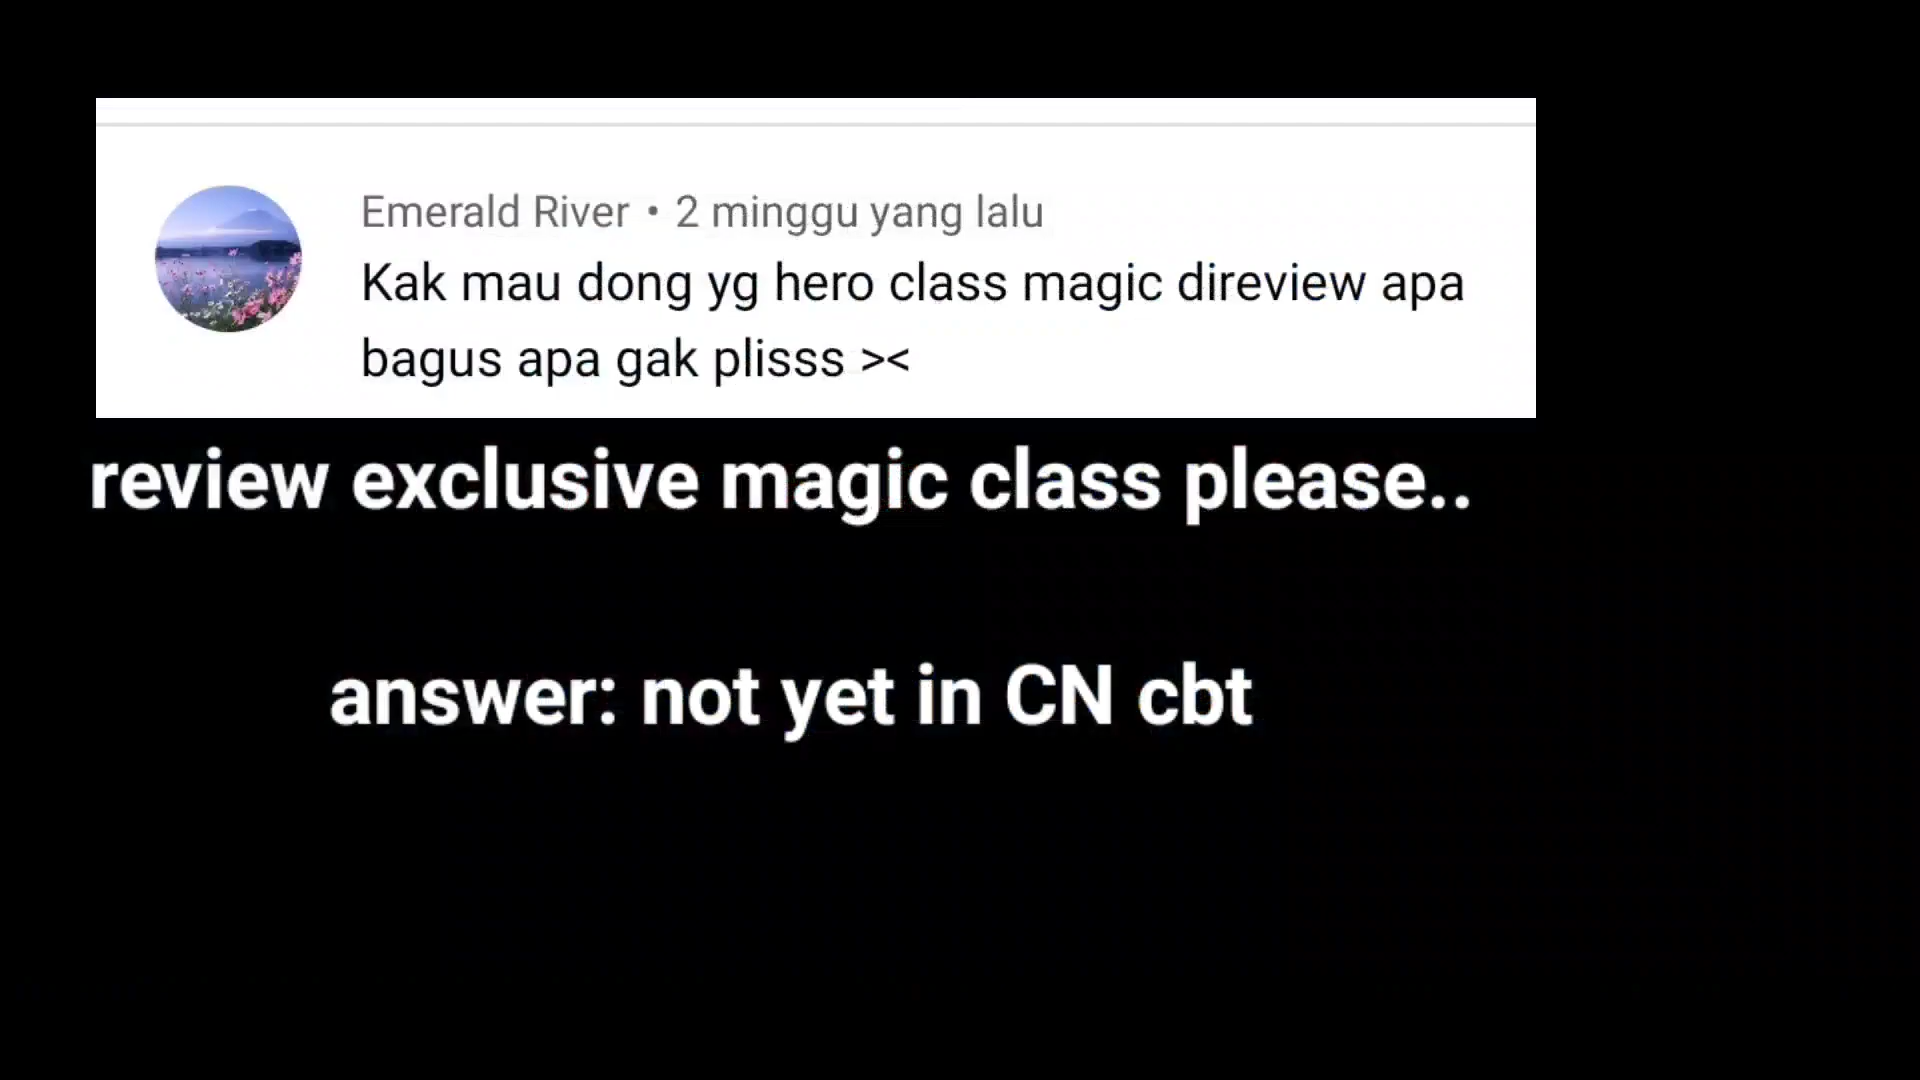 Emerald River • 2 minggu yang lalu
Kak mau dong yg hero class magic direview apa
bagus apa gak plisss ><
review exclusive magic class please..
answer: not yet in CN cbt